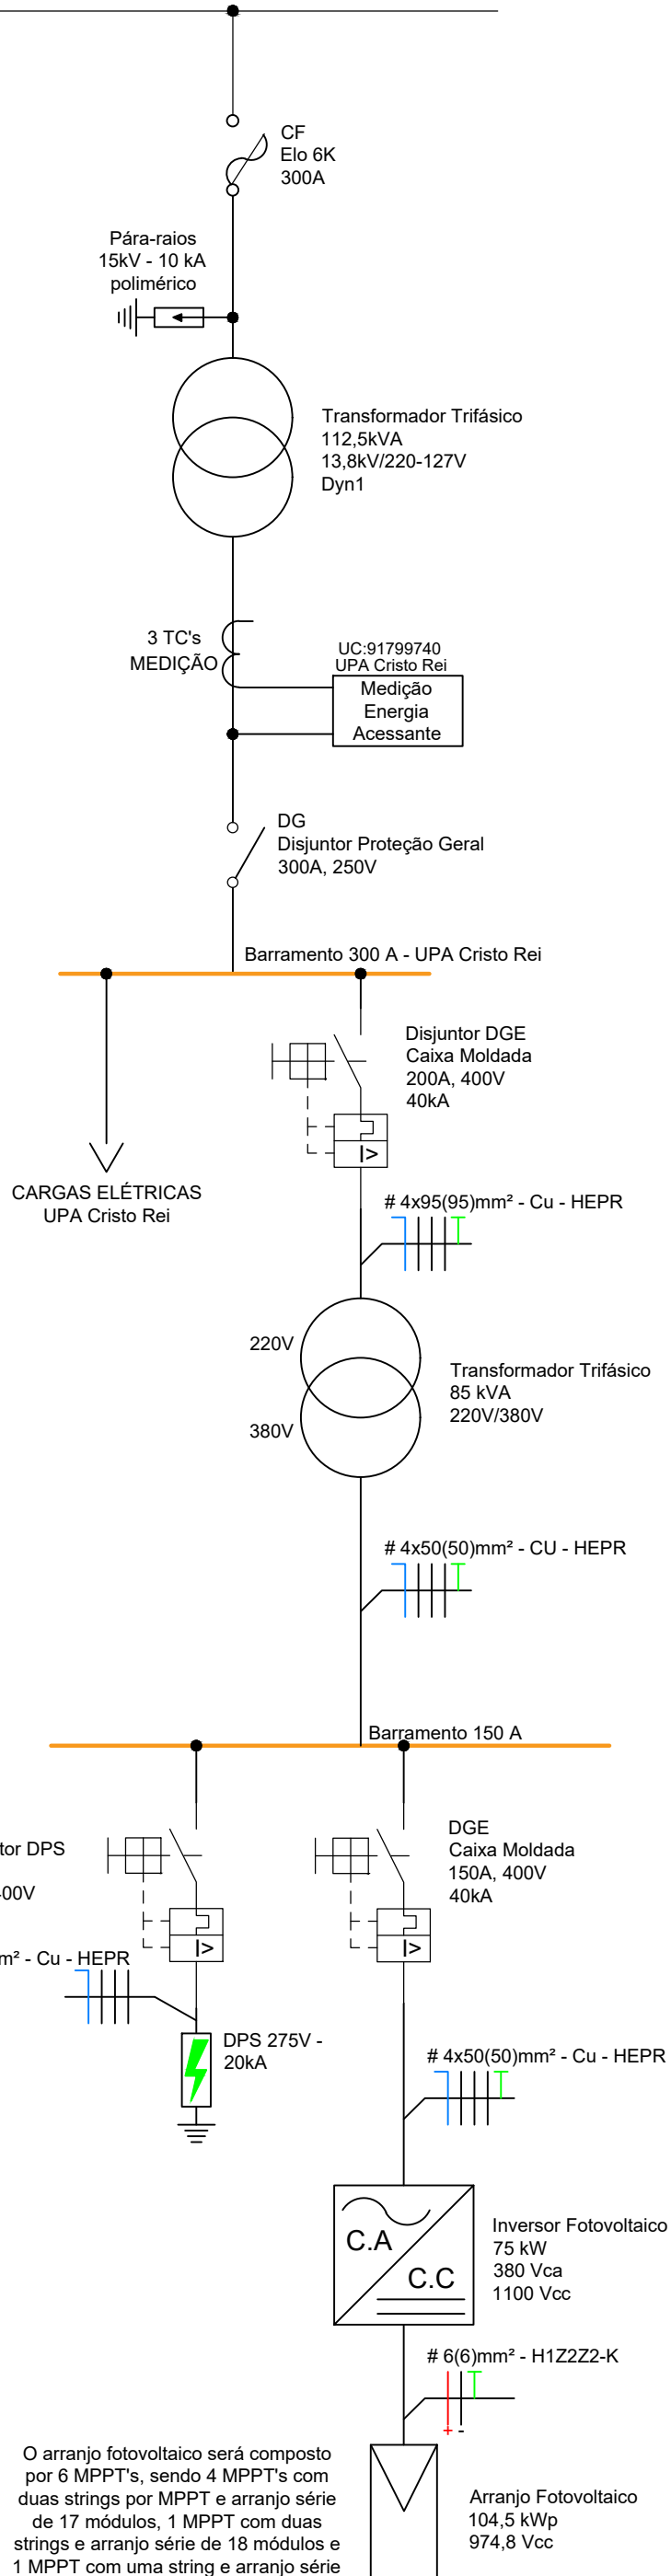 CF
Elo 6K
300A
Pára-raios
15kV - 10 kA
polimérico
Transformador Trifásico
112,5kVA
13,8kV/220-127V
Dyn1
3 TC's
MEDIÇÃO
UC:91799740
UPA Cristo Rei
Medição
Energia
Acessante
DG
Disjuntor Proteção Geral
300A, 250V
Barramento 300 A - UPA Cristo Rei
Disjuntor DGE
Caixa Moldada
200A, 400V
40kA
I>
CARGAS ELÉTRICAS
UPA Cristo Rei
# 4x95(95)mm² - Cu - HEPR
220V
380V
Transformador Trifásico
85 kVA
220V/380V
# 4x50(50)mm² - CU - HEPR
Barramento 150 A
tor DPS
00V
I>
DGE
Caixa Moldada
150A, 400V
40kA
I>
m² - Cu - HEPR
DPS 275V -
20kA
# 4x50(50)mm² - Cu - HEPR
C.A
C.C
Inversor Fotovoltaico
75 kW
380 Vca
1100 Vcc
# 6(6)mm² - H1Z2Z2-K
+ -
O arranjo fotovoltaico será composto
por 6 MPPT's, sendo 4 MPPT's com
duas strings por MPPT e arranjo série
de 17 módulos, 1 MPPT com duas
strings e arranjo série de 18 módulos e
1 MPPT com uma string e arranjo série
Arranjo Fotovoltaico
104,5 kWp
974,8 Vcc